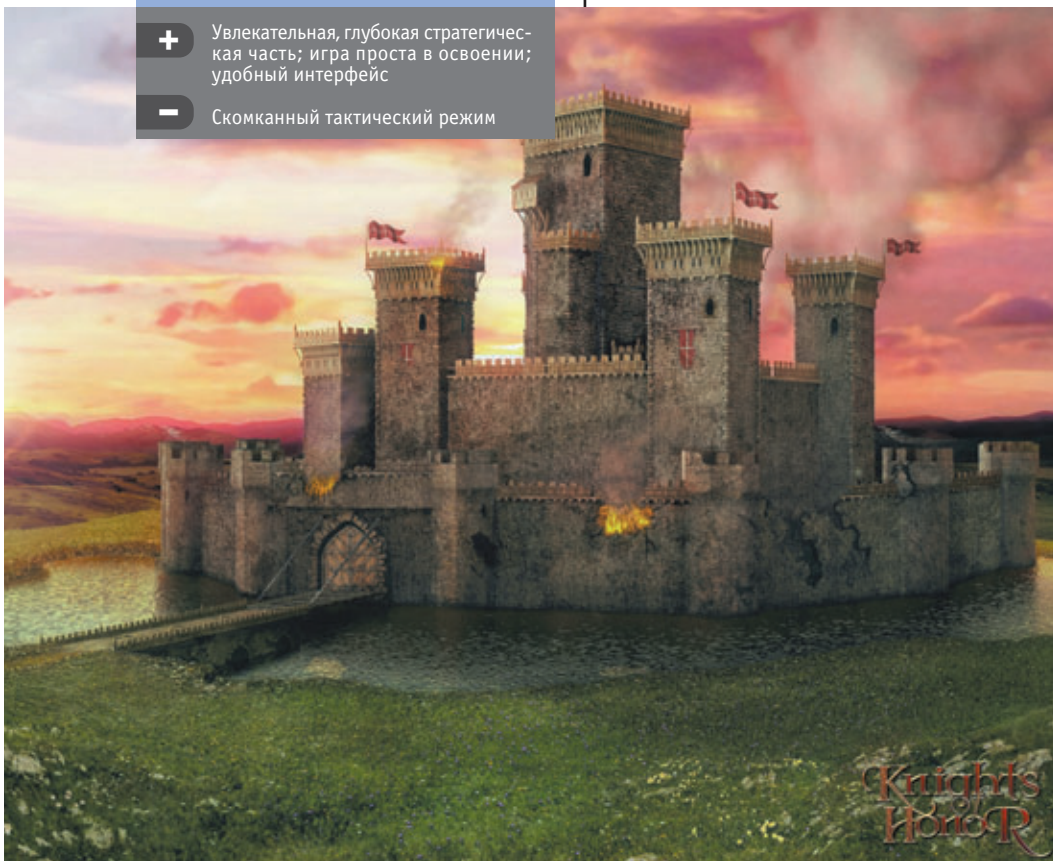 + Увлекательная, глубокая стратегичес-
кая часть; игра проста в освоении;
удобный интерфейс
– Скомканный тактический режим
Knights
of
Honor